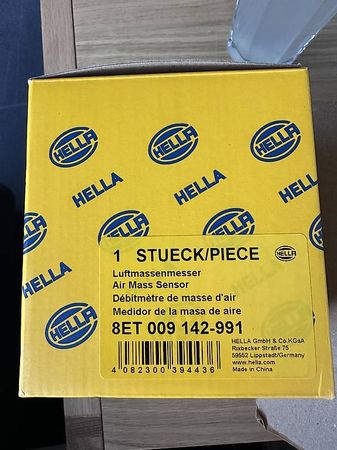 HELLA
HELLA
HELLA
HELLA
HELLA
HELLA
HELLA
1 STUECK/PIECE
HELLA
Luftmassenmesser
Air Mass Sensor
Débitmètre de masse d'air
Medidor de la masa de aire
8ET 009 142-991
HELLA GmbH & Co.KGaA
Rixbecker Straße 75
59552 Lippstadt/Germany
www.hella.com
Made in China
4 082300 394436
HELLA